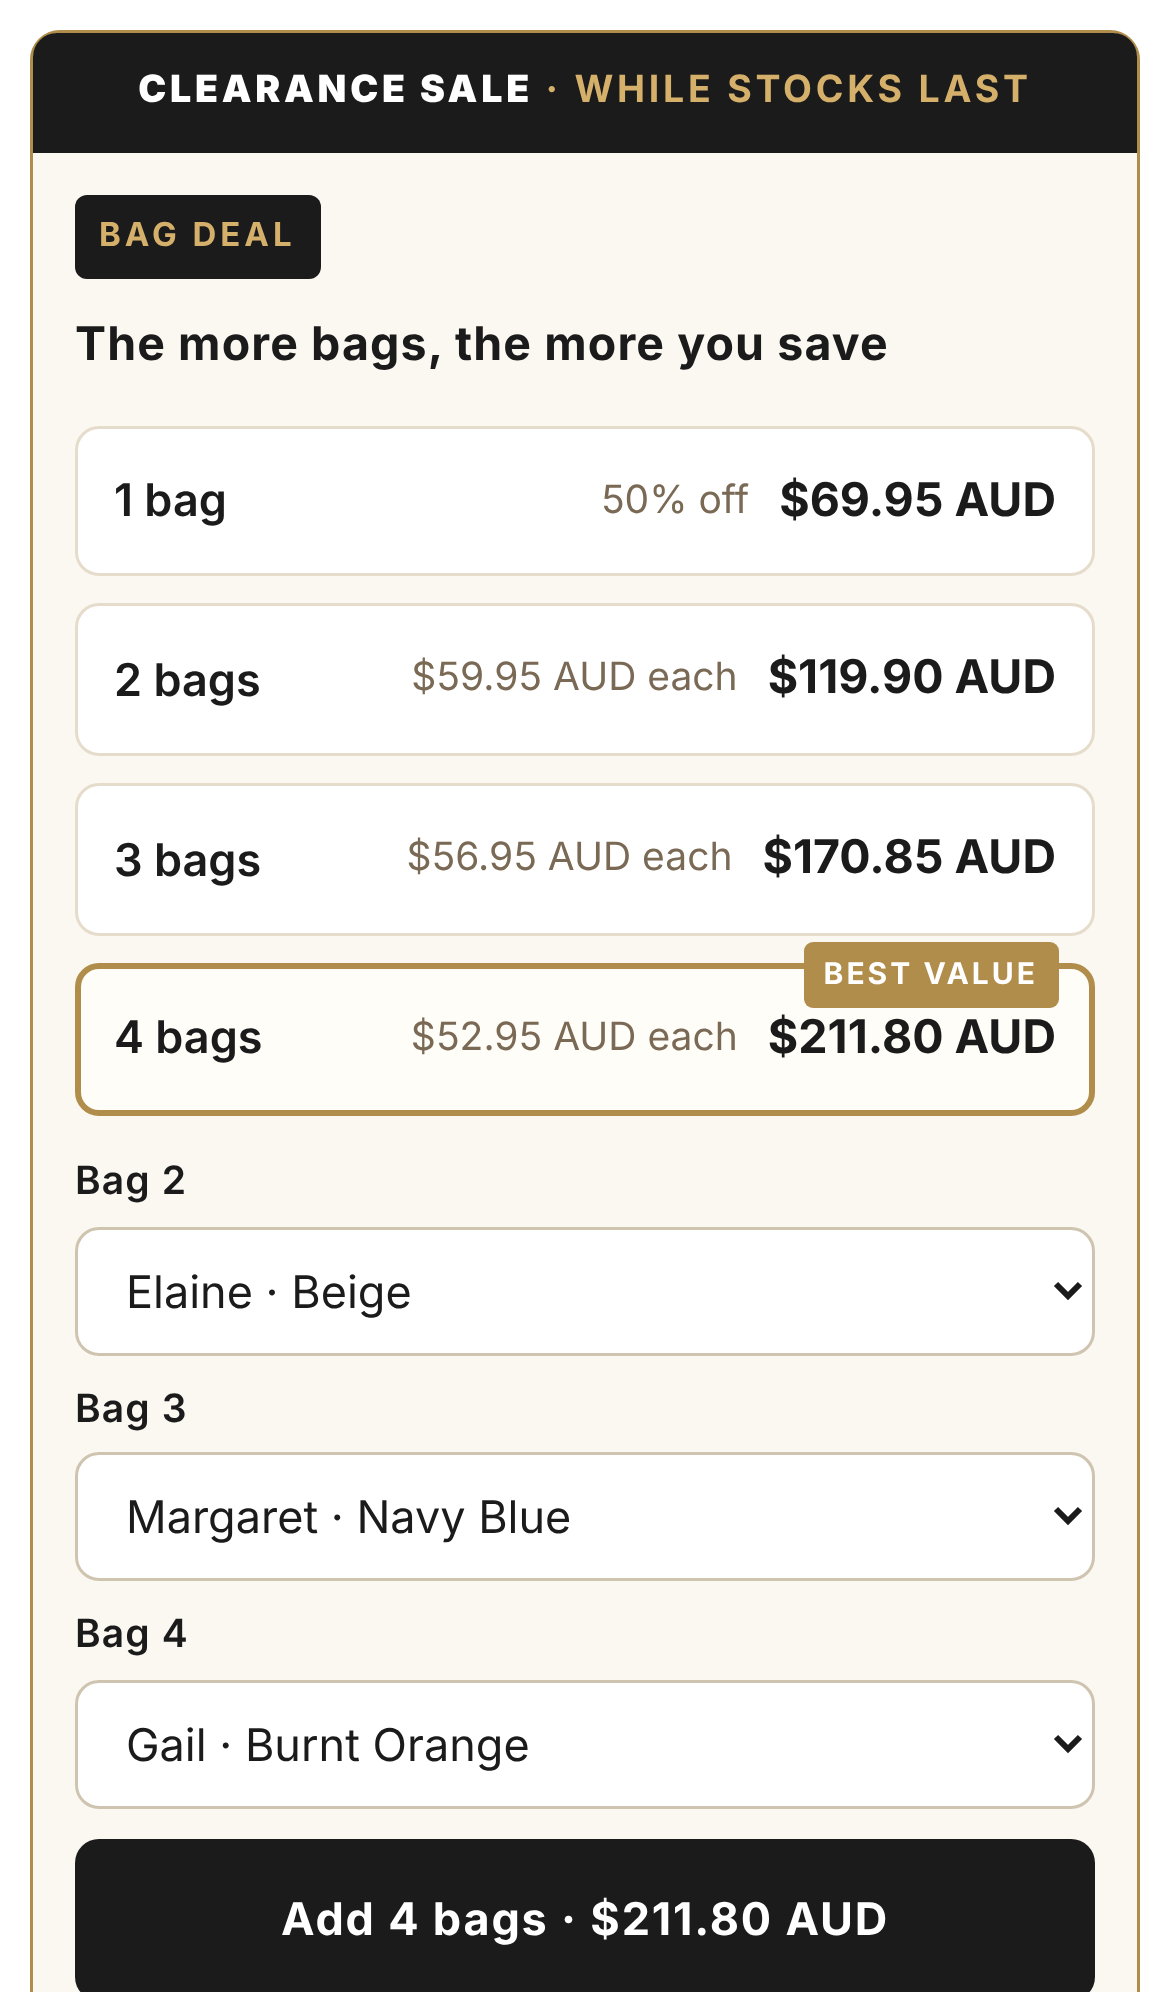 CLEARANCE SALE · WHILE STOCKS LAST
BAG DEAL
The more bags, the more you save
1 bag 50% off $69.95 AUD
2 bags $59.95 AUD each $119.90 AUD
3 bags $56.95 AUD each $170.85 AUD
BEST VALUE
4 bags $52.95 AUD each $211.80 AUD
Bag 2
Elaine · Beige
Bag 3
Margaret · Navy Blue
Bag 4
Gail · Burnt Orange
Add 4 bags · $211.80 AUD